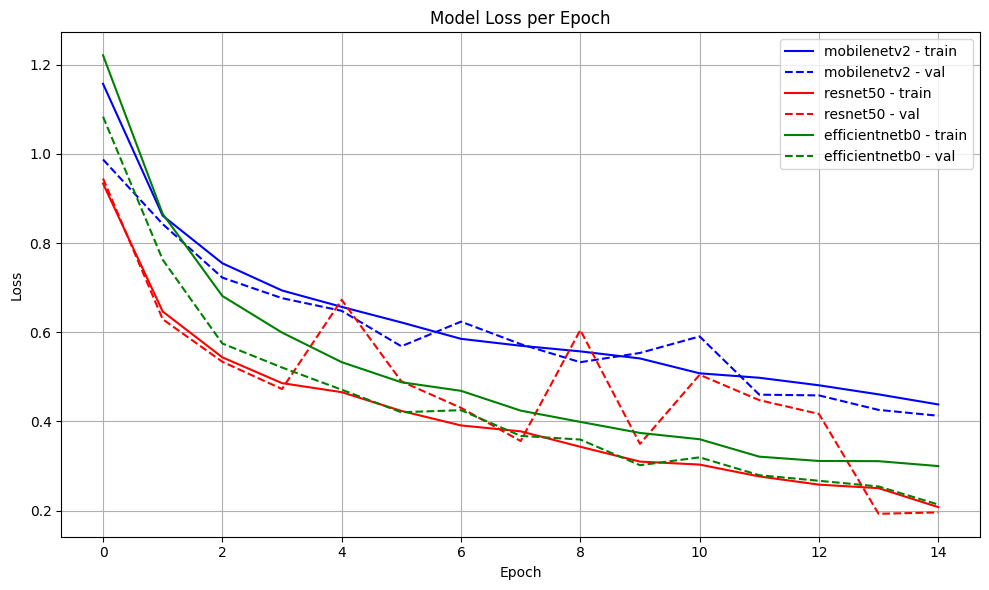 Model Loss per Epoch
mobilenetv2 - train
mobilenetv2 - val
resnet50 - train
resnet50 - val
efficientnetb0 - train
efficientnetb0 - val
Loss
1.2
1.0
0.8
0.6
0.4
0.2
0 2 4 6 8 10 12 14
Epoch